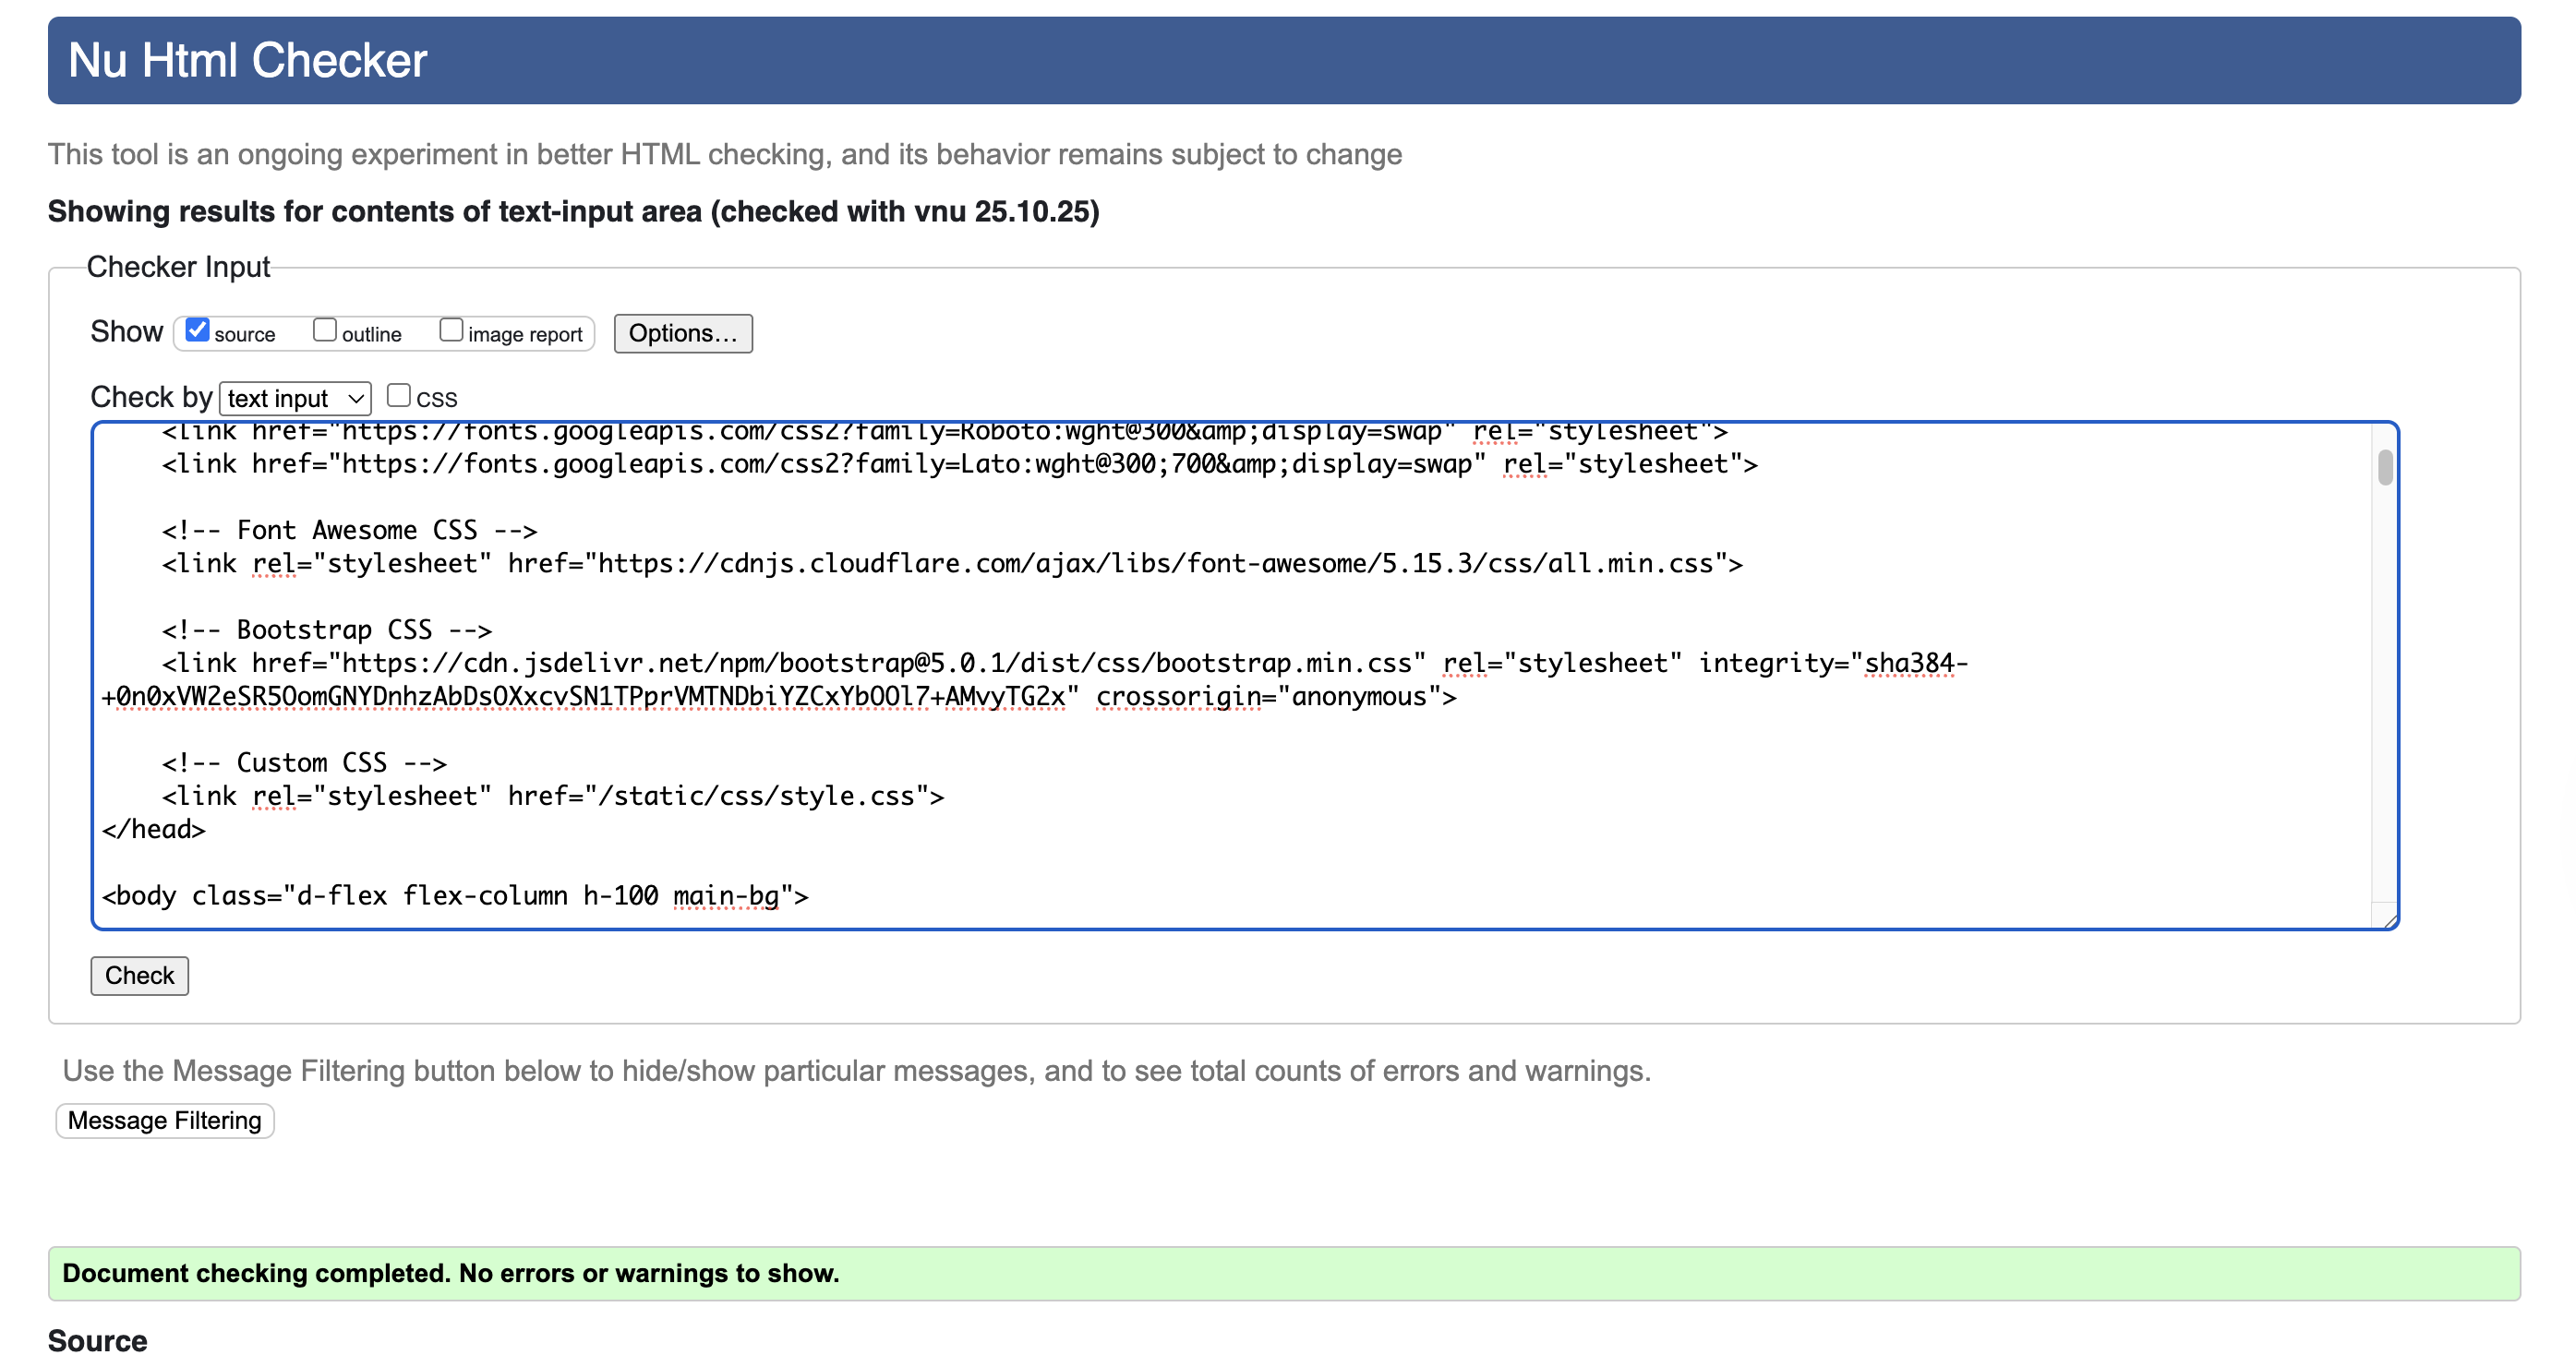 Nu Html Checker
This tool is an ongoing experiment in better HTML checking, and its behavior remains subject to change
Showing results for contents of text-input area (checked with vnu 25.10.25)
Checker Input
Show source outline image report Options...
Check by text input css
<link href="https://fonts.googleapis.com/css2?family=Roboto:wght@300&amp;display=swap" rel="stylesheet">
<link href="https://fonts.googleapis.com/css2?family=Lato:wght@300;700&amp;display=swap" rel="stylesheet">
<!-- Font Awesome CSS -->
<link rel="stylesheet" href="https://cdnjs.cloudflare.com/ajax/libs/font-awesome/5.15.3/css/all.min.css">
<!-- Bootstrap CSS -->
<link href="https://cdn.jsdelivr.net/npm/bootstrap@5.0.1/dist/css/bootstrap.min.css" rel="stylesheet" integrity="sha384-
+0n0xVW2eSR5OomGNYDnhzAbDsOXxcvSN1TPprVMTNDbiYZCxYbOOl7+AMvyTG2x" crossorigin="anonymous">
<!-- Custom CSS -->
<link rel="stylesheet" href="/static/css/style.css">
</head>
<body class="d-flex flex-column h-100 main-bg">
Check
Use the Message Filtering button below to hide/show particular messages, and to see total counts of errors and warnings.
Message Filtering
Document checking completed. No errors or warnings to show.
Source